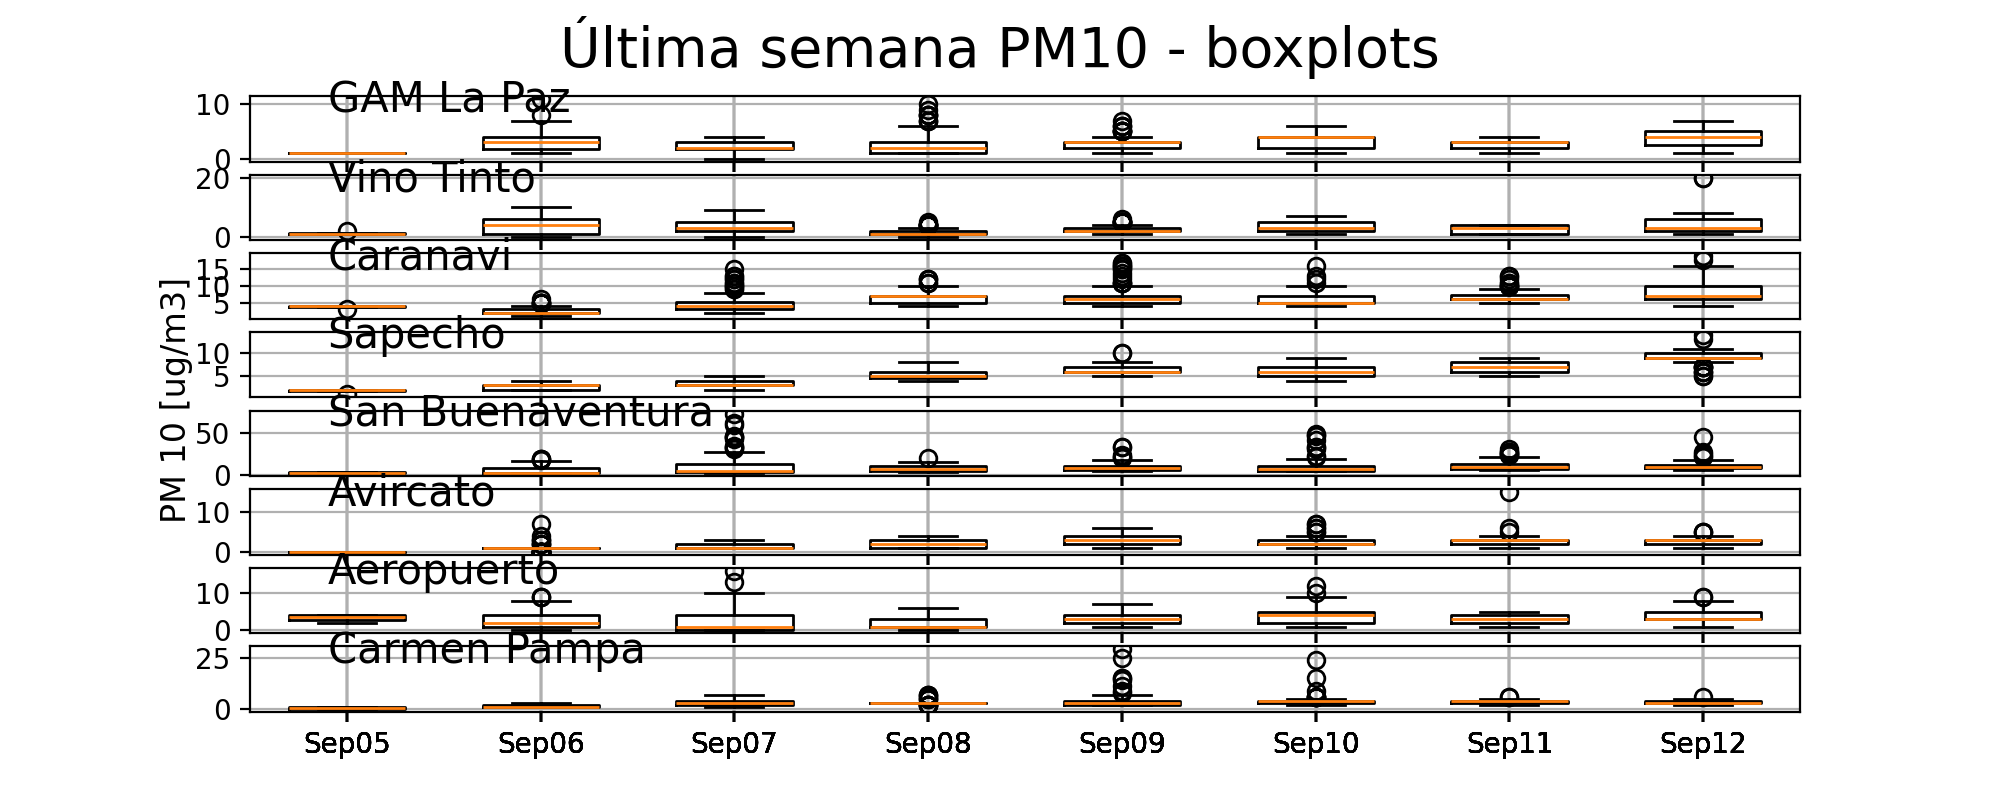 Última semana PM10 - boxplots
GAM La Paz
10
0
Vino Tinto
20
0
Caranavi
15
10
5
Sapecho
10
5
San Buenaventura
50
0
Avircato
10
0
Aeropuerto
10
0
Carmen Pampa
25
0
PM 10 [ug/m3]
Sep05 Sep06 Sep07 Sep08 Sep09 Sep10 Sep11 Sep12